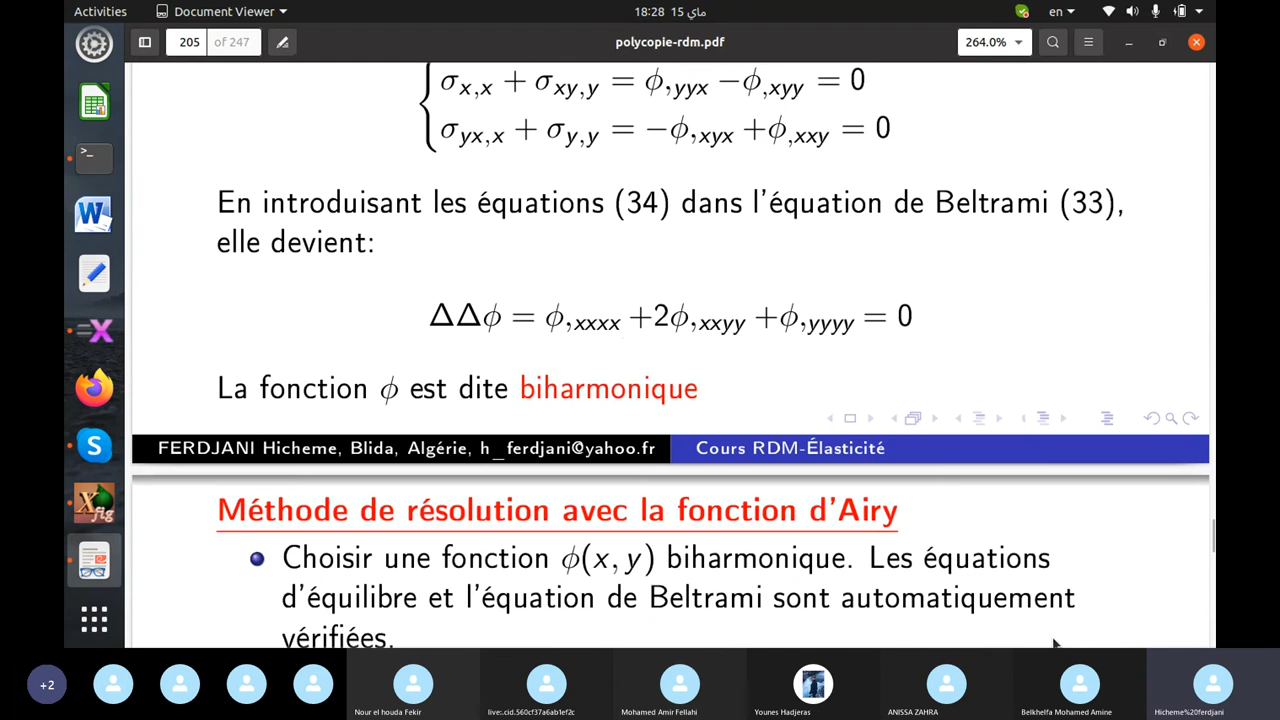 Activities Document Viewer 18:28 15 ماي en
205 of 247 polycopie-rdm.pdf 264.0%
σx,x + σxy,y = ϕ,yyx −ϕ,xyy = 0
σyx,x + σy,y = −ϕ,xyx +ϕ,xxy = 0
En introduisant les équations (34) dans l'équation de Beltrami (33),
elle devient:
ΔΔϕ = ϕ,xxxx +2ϕ,xxyy +ϕ,yyyy = 0
La fonction ϕ est dite biharmonique
FERDJANI Hicheme, Blida, Algérie, h_ferdjani@yahoo.fr Cours RDM-Élasticité
Méthode de résolution avec la fonction d'Airy
Choisir une fonction ϕ(x, y) biharmonique. Les équations
d'équilibre et l'équation de Beltrami sont automatiquement
vérifiées.
+2
Nour el houda Fekir live:.cid.560cf37a6ab1ef2c Mohamed Amir Fellahi Younes Hadjeras ANISSA ZAHRA Belkhelfa Mohamed Amine Hicheme%20ferdjani